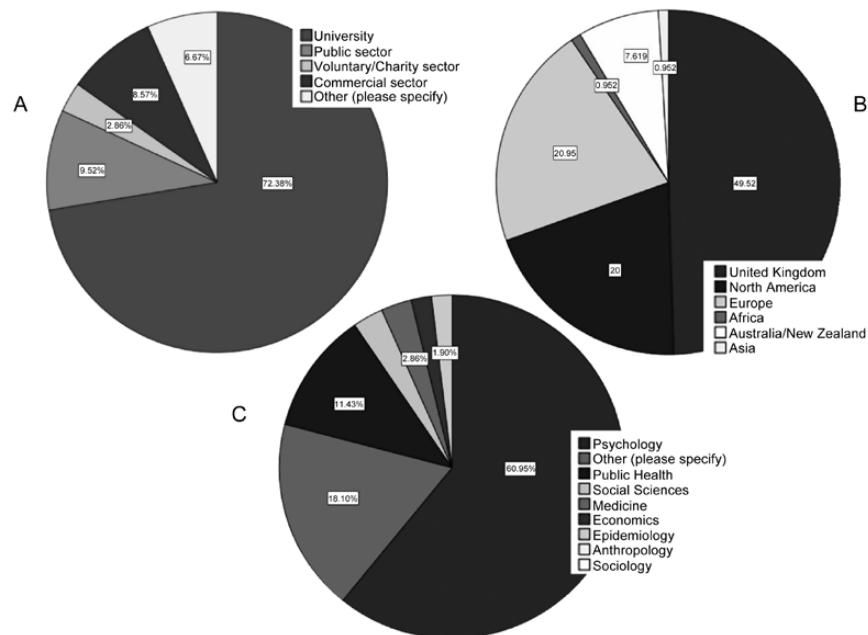 A
University
Public sector
Voluntary/Charity sector
Commercial sector
Other (please specify)
6.67%
8.57%
2.86%
9.52%
72.38%
B
7.619
0.952
0.952
20.95
49.52
20
United Kingdom
North America
Europe
Africa
Australia/New Zealand
Asia
C
2.86%
1.90%
11.43%
60.95%
18.10%
Psychology
Other (please specify)
Public Health
Social Sciences
Medicine
Economics
Epidemiology
Anthropology
Sociology